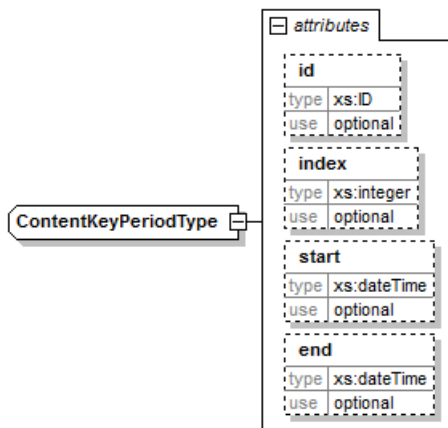 attributes
id
type xs:ID
use optional
index
type xs:integer
use optional
ContentKeyPeriodType
start
type xs:dateTime
use optional
end
type xs:dateTime
use optional